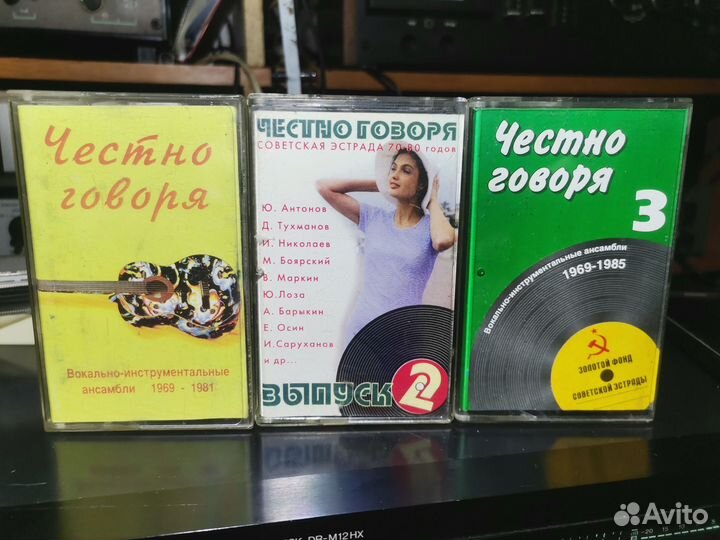 Честно
говоря
Вокально-инструментальные
ансамбли 1969 - 1981
ЧЕСТНО ГОВОРЯ
СОВЕТСКАЯ ЭСТРАДА 70-80 годов
Ю. Антонов
Д. Тухманов
И. Николаев
М. Боярский
В. Маркин
Ю. Лоза
А. Барыкин
Е. Осин
И. Саруханов
и др...
ВЫПУСК 2
Честно
говоря
3
Вокально-инструментальные ансамбли
1969-1985
ЗОЛОТОЙ ФОНД
СОВЕТСКОЙ ЭСТРАДЫ
DR-M12HX
Avito